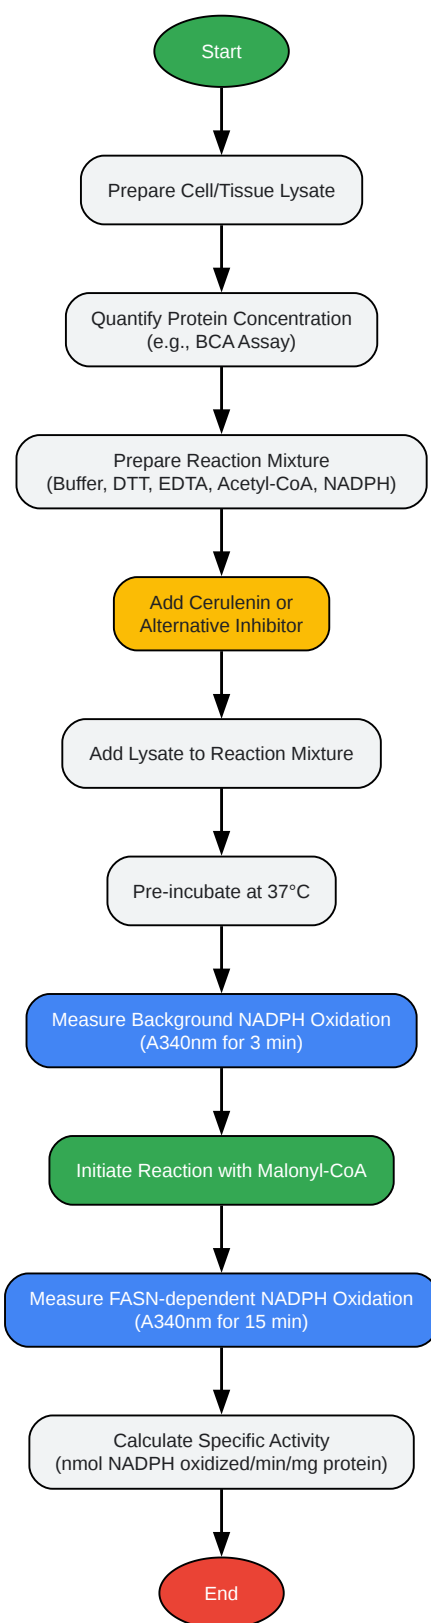 Start
Prepare Cell/Tissue Lysate
Quantify Protein Concentration
(e.g., BCA Assay)
Prepare Reaction Mixture
(Buffer, DTT, EDTA, Acetyl-CoA, NADPH)
Add Cerulenin or
Alternative Inhibitor
Add Lysate to Reaction Mixture
Pre-incubate at 37°C
Measure Background NADPH Oxidation
(A340nm for 3 min)
Initiate Reaction with Malonyl-CoA
Measure FASN-dependent NADPH Oxidation
(A340nm for 15 min)
Calculate Specific Activity
(nmol NADPH oxidized/min/mg protein)
End